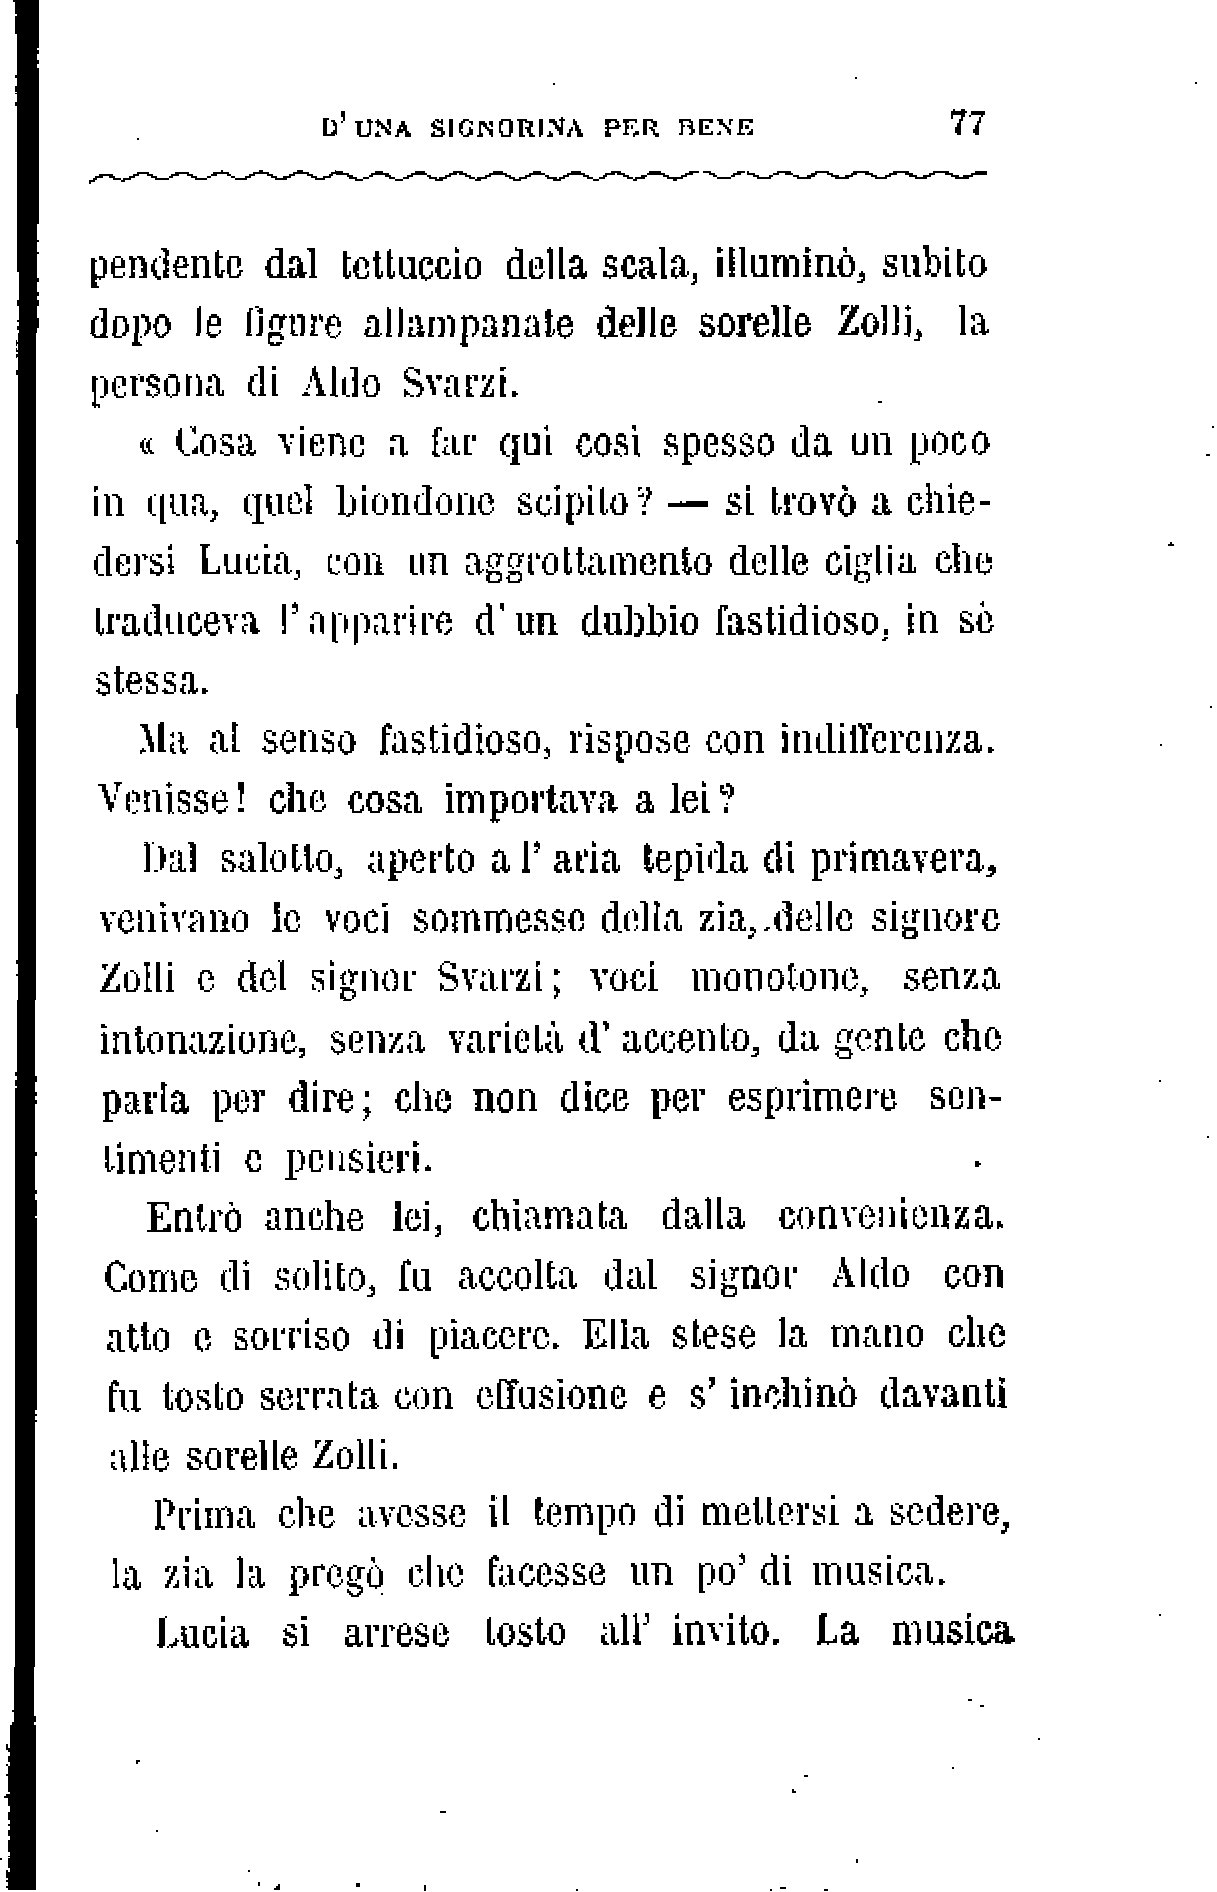 D' UNA SIGNORINA PER BENE 77
pendente dal tettuccio della scala, illuminò, subito
dopo le figure allampanate delle sorelle Zolli, la
persona di Aldo Svarzi.
« Cosa viene a far qui così spesso da un poco
in qua, quel biondone scipito? — si trovò a chie-
dersi Lucia, con un aggrottamento delle ciglia che
traduceva l' apparire d' un dubbio fastidioso, in sè
stessa.
Ma al senso fastidioso, rispose con indifferenza.
Venisse! che cosa importava a lei?
Dal salotto, aperto a l' aria tepida di primavera,
venivano le voci sommesse della zia, delle signore
Zolli e del signor Svarzi; voci monotone, senza
intonazione, senza varietà d' accento, da gente che
parla per dire; che non dice per esprimere sen-
timenti e pensieri.
Entrò anche lei, chiamata dalla convenienza.
Come di solito, fu accolta dal signor Aldo con
atto e sorriso di piacere. Ella stese la mano che
fu tosto serrata con effusione e s' inchinò davanti
alle sorelle Zolli.
Prima che avesse il tempo di mettersi a sedere,
la zia la pregò che facesse un po' di musica.
Lucia si arrese tosto all' invito. La musica